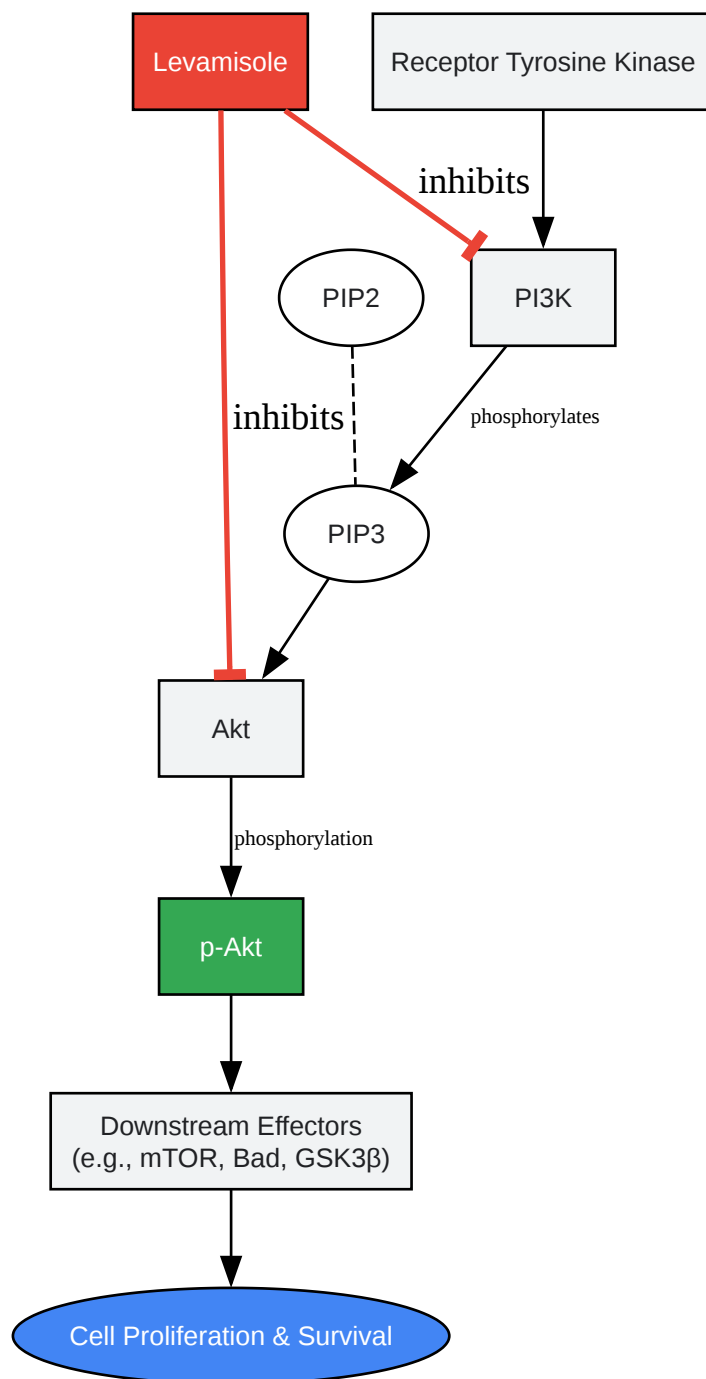 Levamisole
Receptor Tyrosine Kinase
inhibits
PIP2
PI3K
inhibits
phosphorylates
PIP3
Akt
phosphorylation
p-Akt
Downstream Effectors
(e.g., mTOR, Bad, GSK3β)
Cell Proliferation & Survival